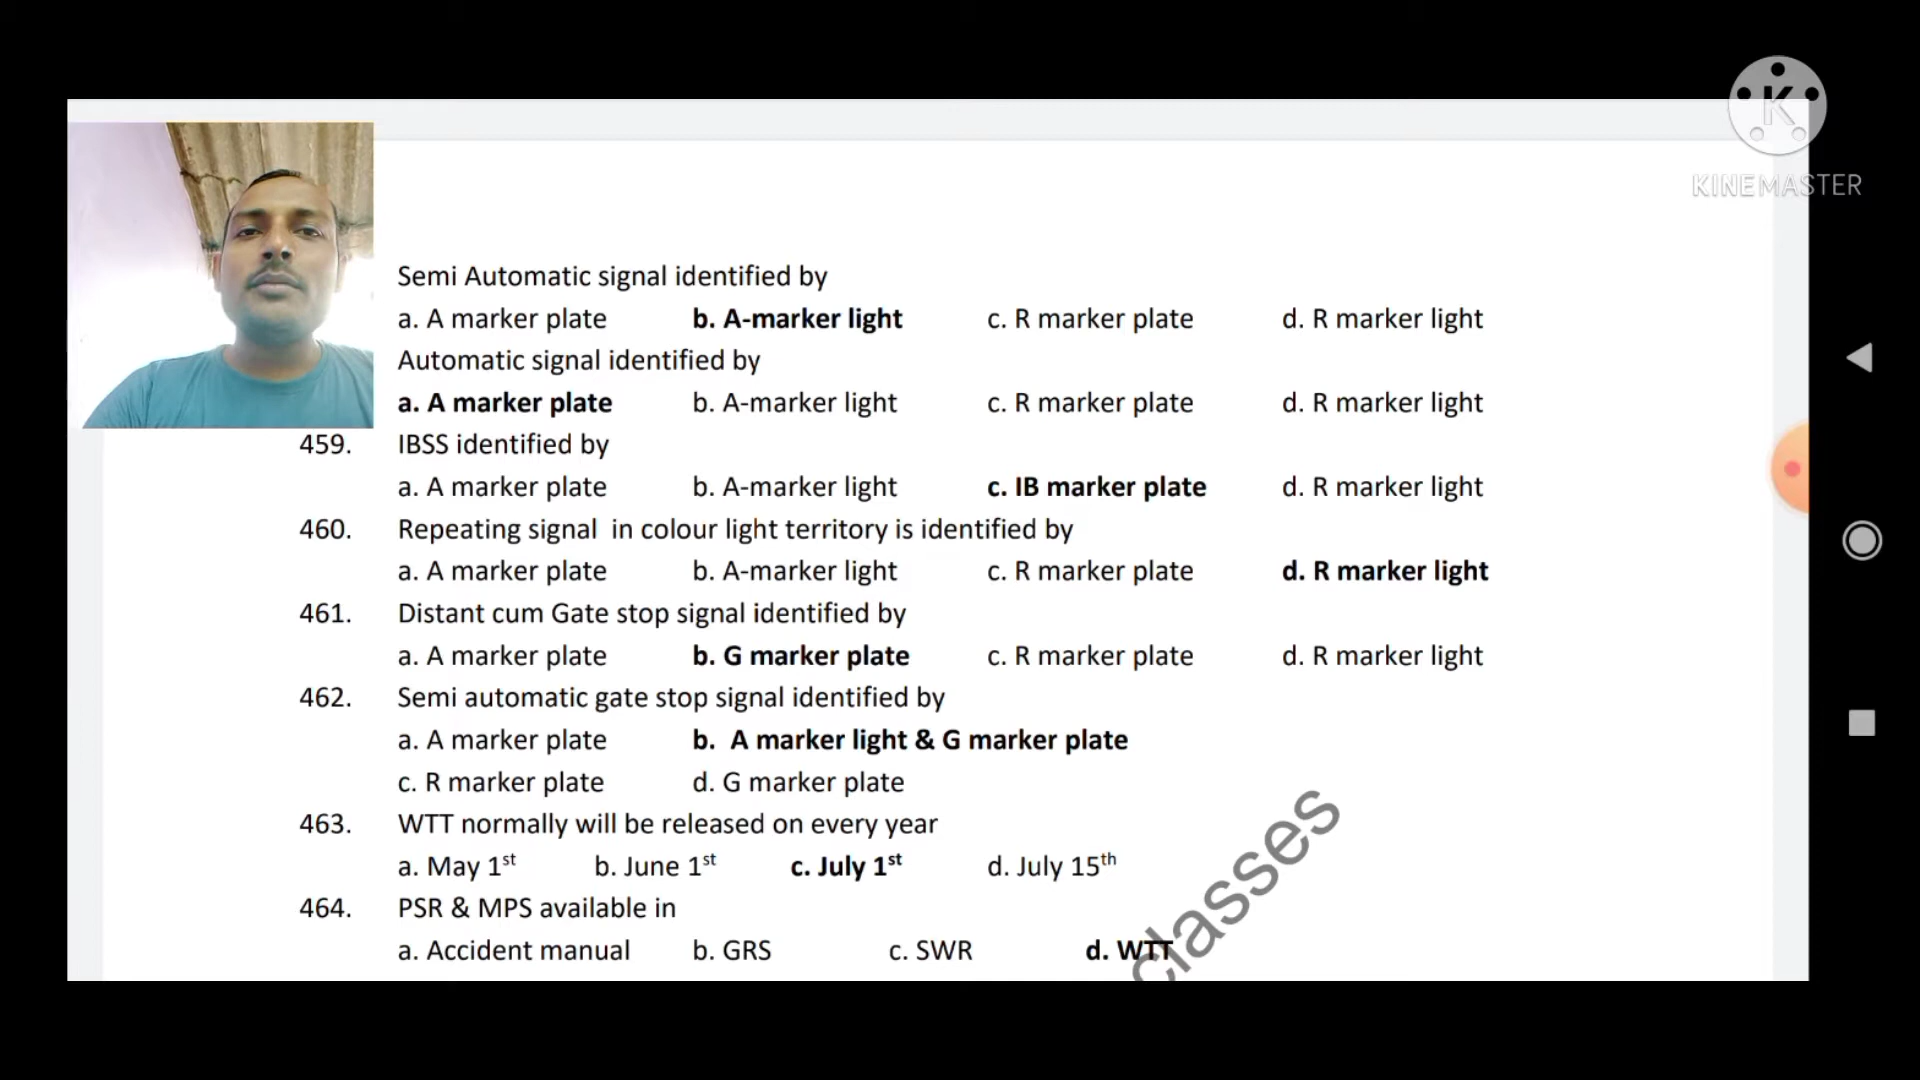 K
KINEMASTER
Semi Automatic signal identified by
a. A marker plate b. A-marker light c. R marker plate d. R marker light
Automatic signal identified by
a. A marker plate b. A-marker light c. R marker plate d. R marker light
459. IBSS identified by
a. A marker plate b. A-marker light c. IB marker plate d. R marker light
460. Repeating signal in colour light territory is identified by
a. A marker plate b. A-marker light c. R marker plate d. R marker light
461. Distant cum Gate stop signal identified by
a. A marker plate b. G marker plate c. R marker plate d. R marker light
462. Semi automatic gate stop signal identified by
a. A marker plate b. A marker light & G marker plate
c. R marker plate d. G marker plate
463. WTT normally will be released on every year
a. May 1st b. June 1st c. July 1st d. July 15th
464. PSR & MPS available in
a. Accident manual b. GRS c. SWR d. WTT
classes